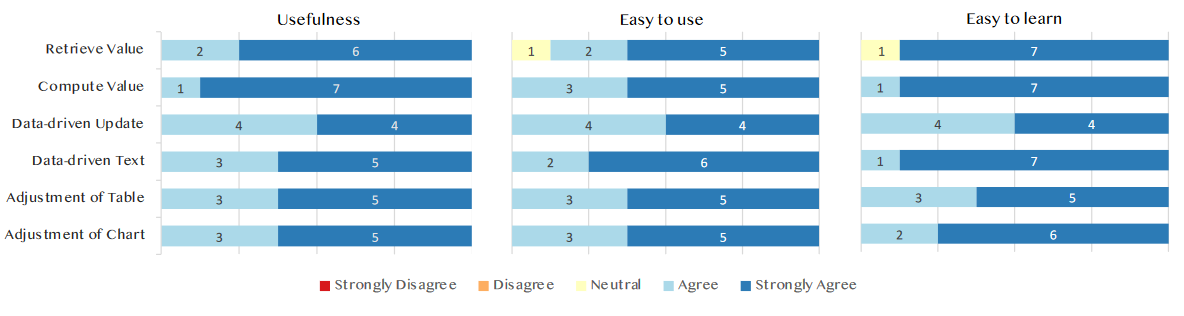 Usefulness Easy to use Easy to learn
Retrieve Value 2 6 1 2 5 1 7
Compute Value 1 7 3 5 1 7
Data-driven Update 4 4 4 4 4 4
Data-driven Text 3 5 2 6 1 7
Adjustment of Table 3 5 3 5 3 5
Adjustment of Chart 3 5 3 5 2 6
Strongly Disagree Disagree Neutral Agree Strongly Agree